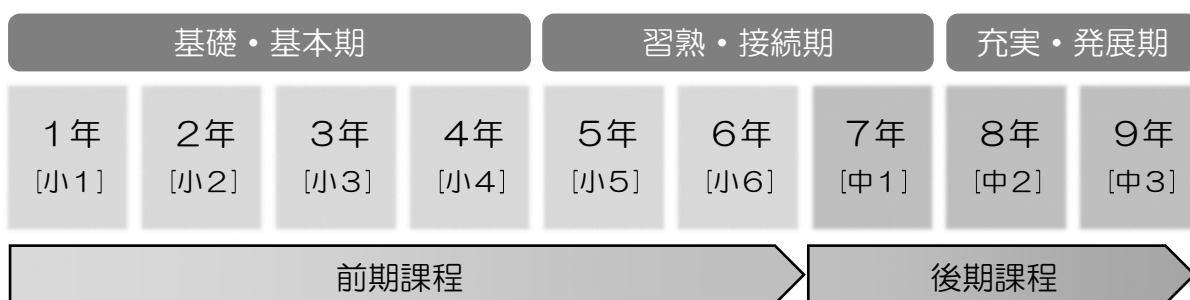 基礎・基本期 習熟・接続期 充実・発展期
1年 2年 3年 4年 5年 6年 7年 8年 9年
[小1] [小2] [小3] [小4] [小5] [小6] [中1] [中2] [中3]
前期課程 後期課程